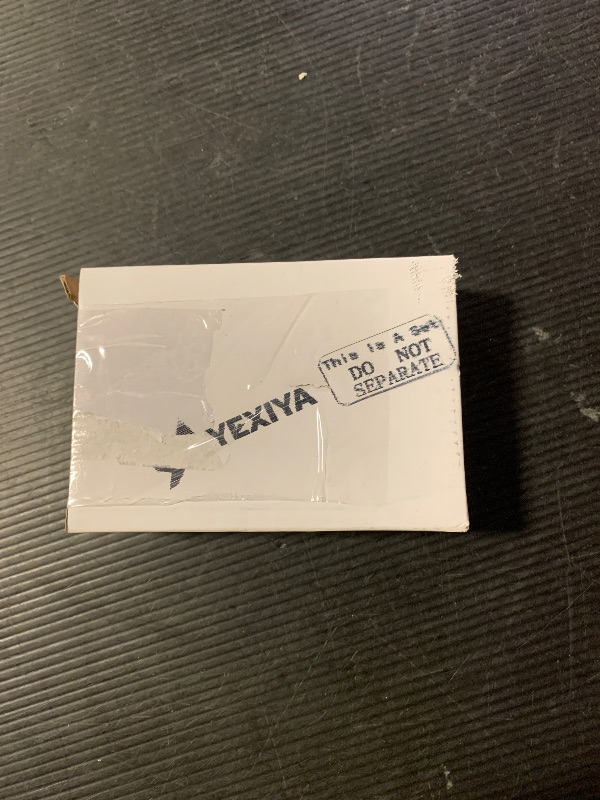 This is A Set
DO NOT
SEPARATE
YEXIYA